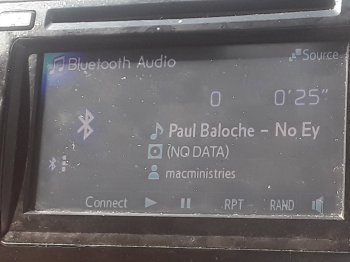 Bluetooth Audio
Source
0 0'25"
Paul Baloche - No Ey
(NO DATA)
macministries
Connect RPT RAND